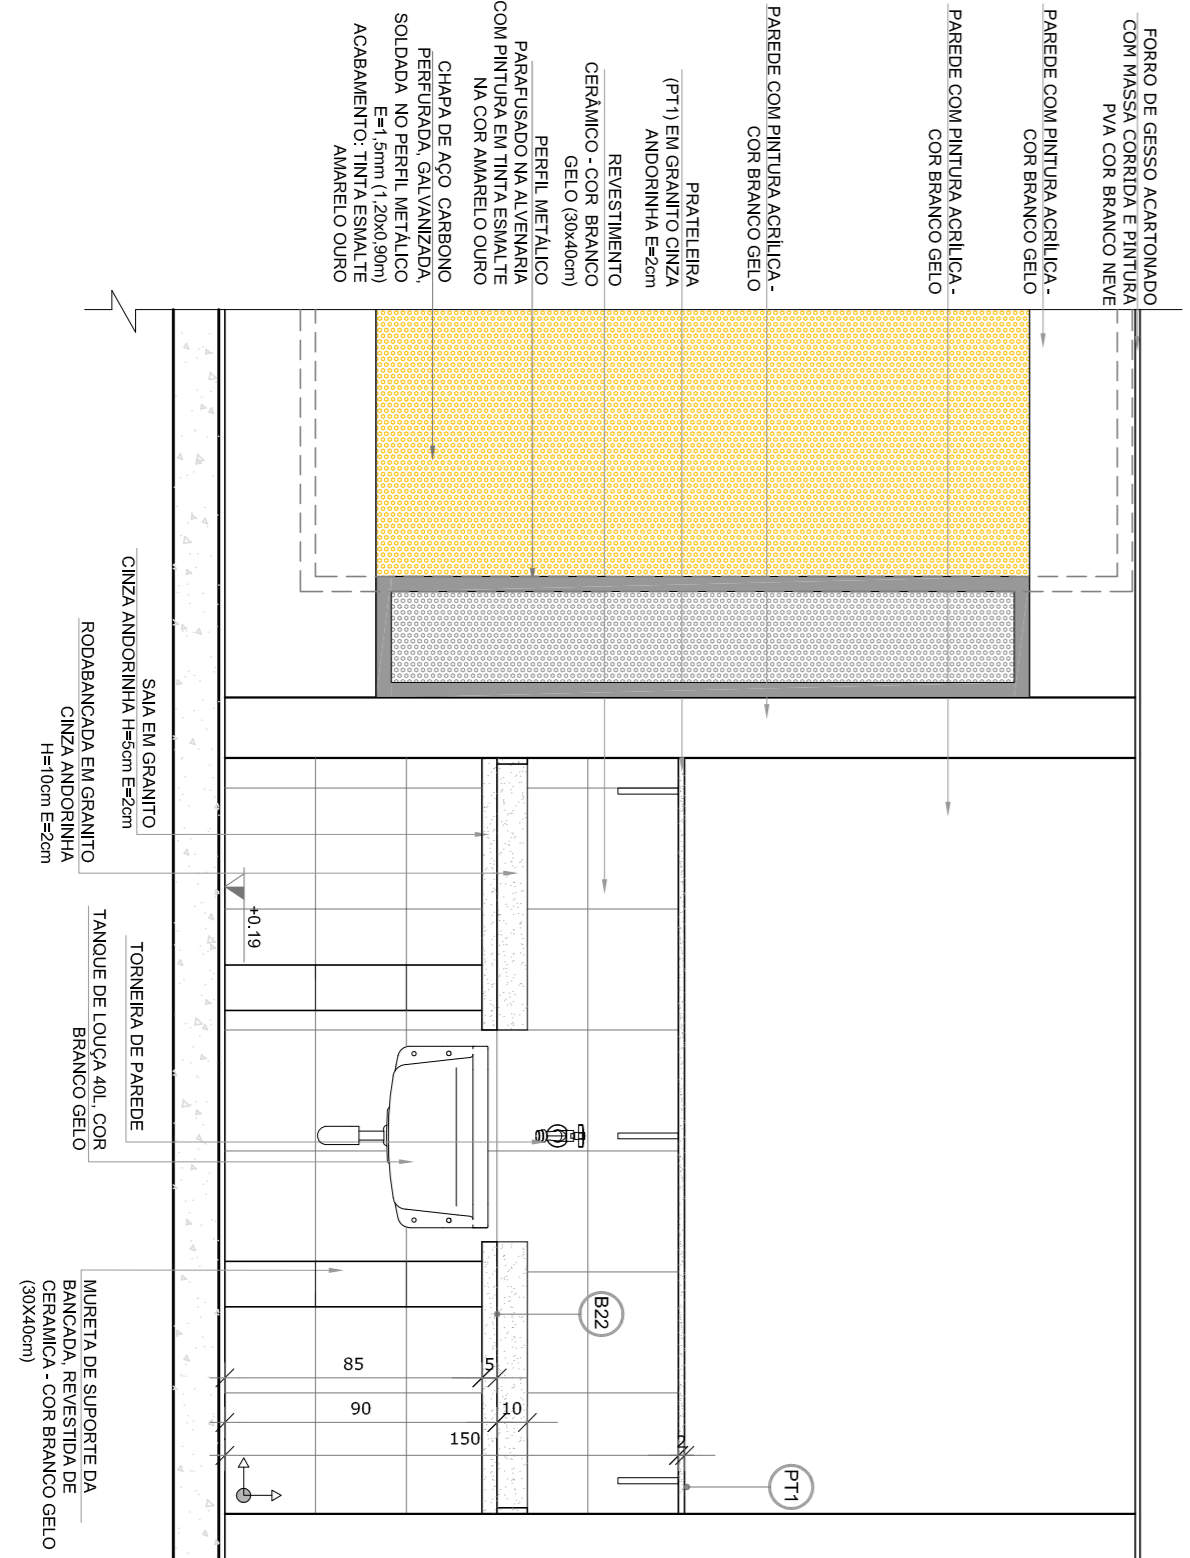 FORRO DE GESSO ACARTONADO
COM MASSA CORRIDA E PINTURA
PVA COR BRANCO NEVE
PAREDE COM PINTURA ACRÍLICA -
COR BRANCO GELO
PAREDE COM PINTURA ACRÍLICA -
COR BRANCO GELO
PAREDE COM PINTURA ACRÍLICA -
COR BRANCO GELO
PRATELEIRA
(PT1) EM GRANITO CINZA
ANDORINHA E=2cm
REVESTIMENTO
CERÂMICO - COR BRANCO
GELO (30x40cm)
PERFIL METÁLICO
PARAFUSADO NA ALVENARIA
COM PINTURA EM TINTA ESMALTE
NA COR AMARELO OURO
CHAPA DE AÇO CARBONO
PERFURADA, GALVANIZADA,
SOLDADA NO PERFIL METÁLICO
E=1,5mm (1,20x0,90m)
ACABAMENTO: TINTA ESMALTE
AMARELO OURO
SAIA EM GRANITO
CINZA ANDORINHA H=5cm E=2cm
RODABANCADA EM GRANITO
CINZA ANDORINHA
H=10cm E=2cm
+0.19
TORNEIRA DE PAREDE
TANQUE DE LOUÇA 40L, COR
BRANCO GELO
MURETA DE SUPORTE DA
BANCADA, REVESTIDA DE
CERAMICA - COR BRANCO GELO
(30X40cm)
B22
PT1
85
5
90
10
150
2